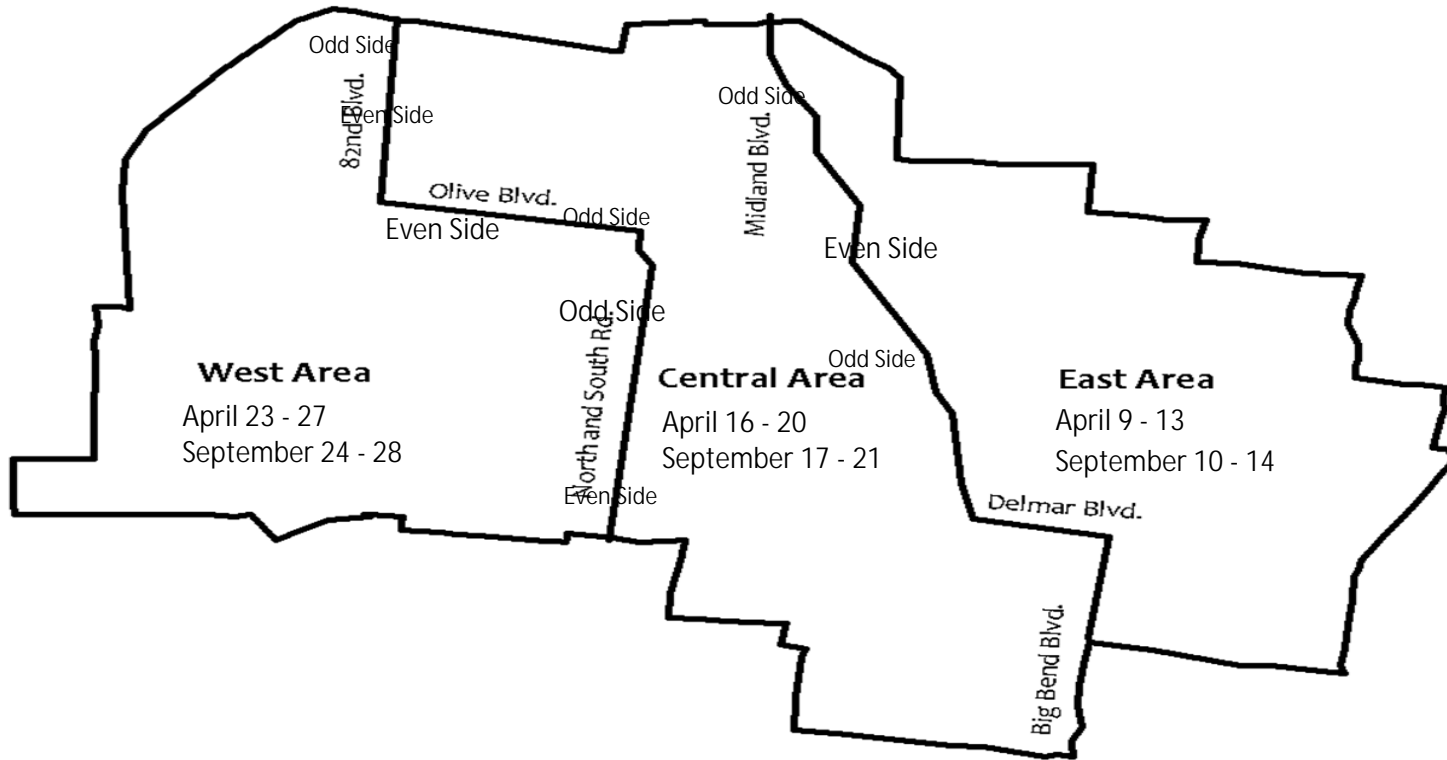 Odd Side
82nd Blvd.
Even Side
Olive Blvd.
Even Side
Odd Side
Odd Side
North and South Rd.
Even Side
Odd Side
Midland Blvd.
Even Side
Odd Side
West Area
April 23 - 27
September 24 - 28
Central Area
April 16 - 20
September 17 - 21
East Area
April 9 - 13
September 10 - 14
Delmar Blvd.
Big Bend Blvd.